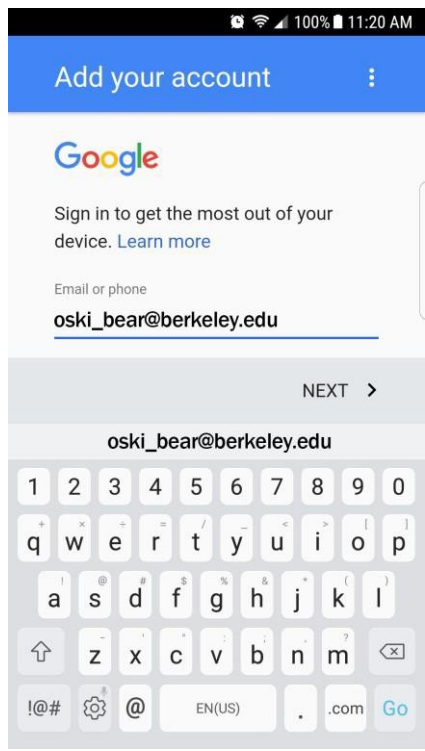 100% 11:20 AM
Add your account
Google
Sign in to get the most out of your
device. Learn more
Email or phone
oski_bear@berkeley.edu
NEXT >
oski_bear@berkeley.edu
1 2 3 4 5 6 7 8 9 0
+ × ÷ = / _ < > [ ]
q w e r t y u i o p
! @ # $ % & * ( )
a s d f g h j k l
- ' " : ; , ?
z x c v b n m
!@# @ EN(US) . .com Go